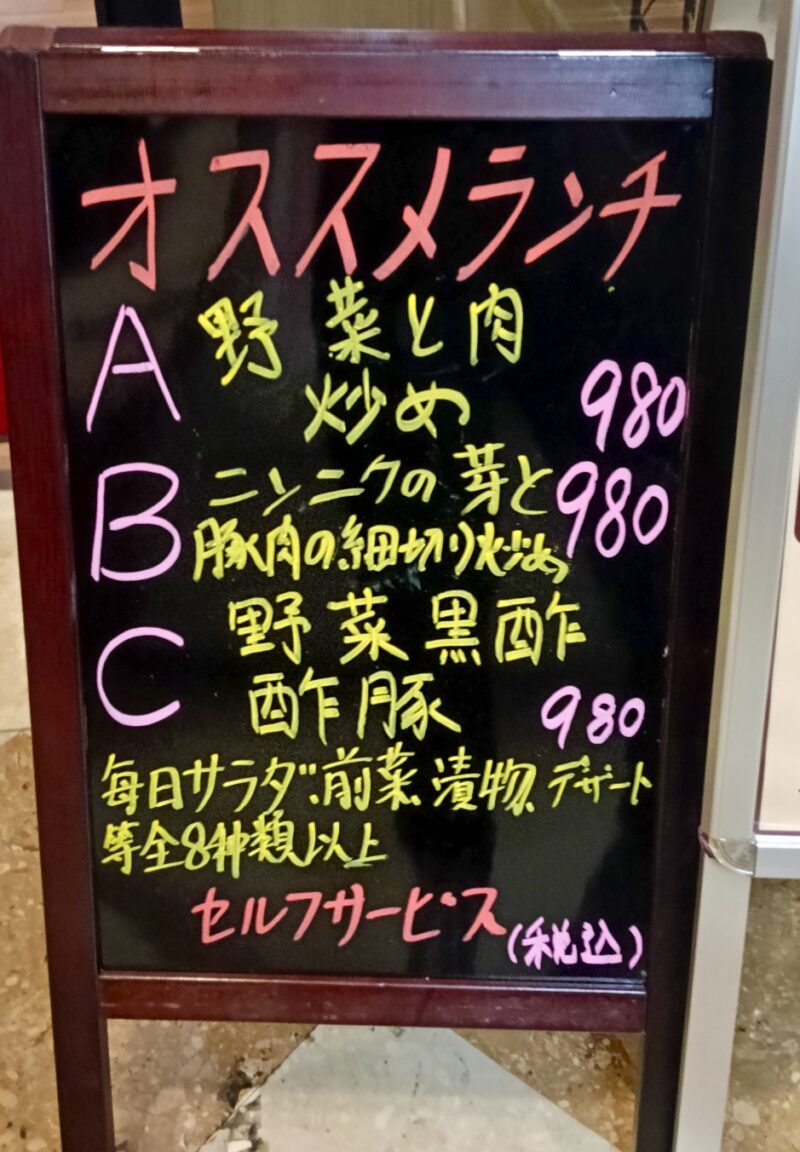 オススメランチ
A 野菜と肉
炒め 980
B ニンニクの芽と 980
豚肉の細切り炒め
C 野菜黒酢
酢豚 980
毎日サラダ、前菜、漬物、デザート
等全8種類以上
セルフサービス
(税込)